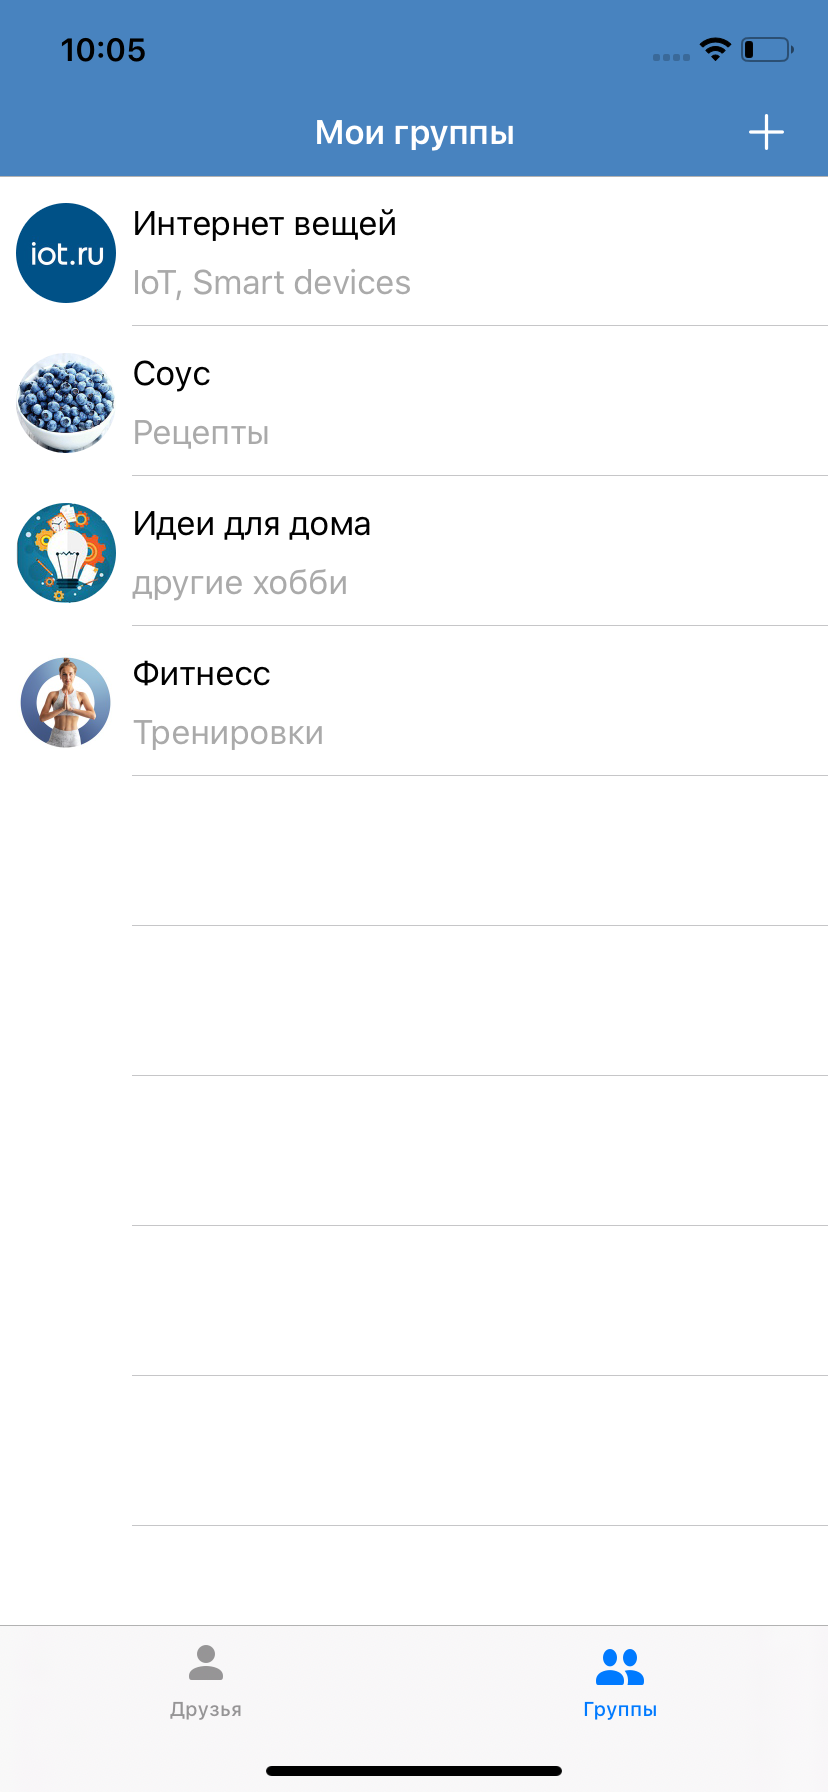 10:05
Мои группы
iot.ru
Интернет вещей
IoT, Smart devices
Соус
Рецепты
Идеи для дома
другие хобби
Фитнесс
Тренировки
Друзья
Группы